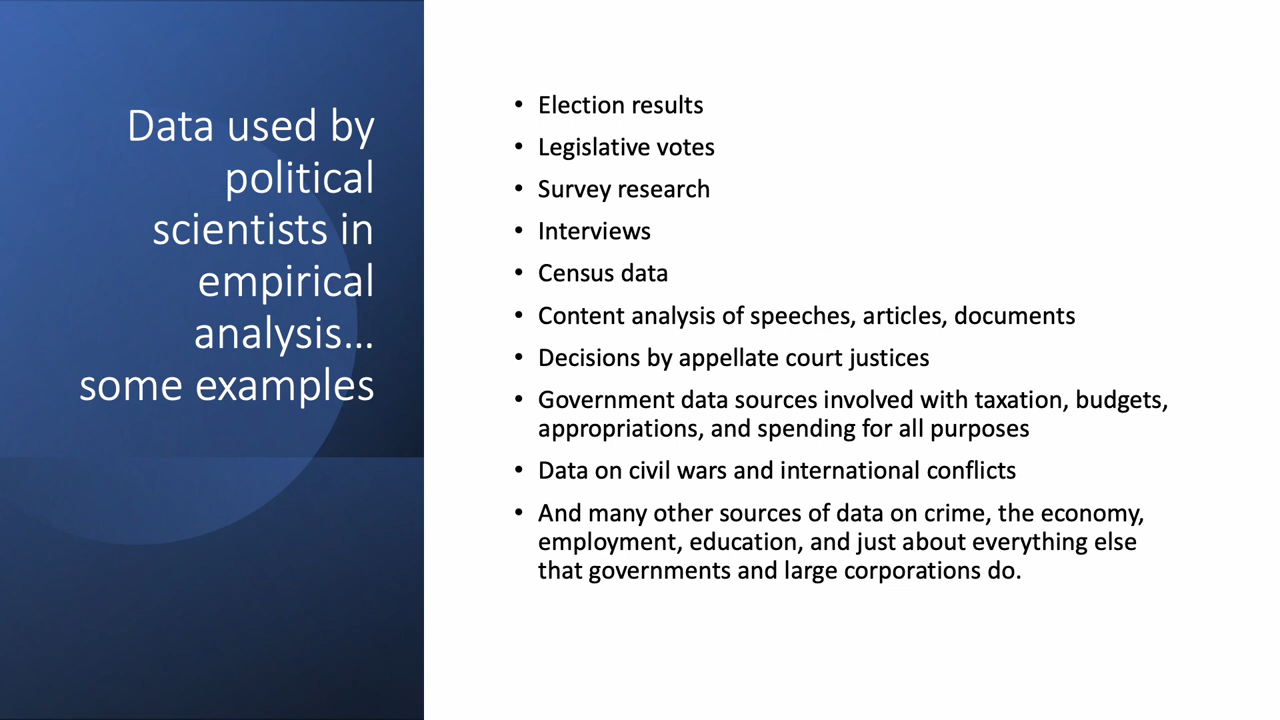 Data used by
political
scientists in
empirical
analysis...
some examples
• Election results
• Legislative votes
• Survey research
• Interviews
• Census data
• Content analysis of speeches, articles, documents
• Decisions by appellate court justices
• Government data sources involved with taxation, budgets,
appropriations, and spending for all purposes
• Data on civil wars and international conflicts
• And many other sources of data on crime, the economy,
employment, education, and just about everything else
that governments and large corporations do.